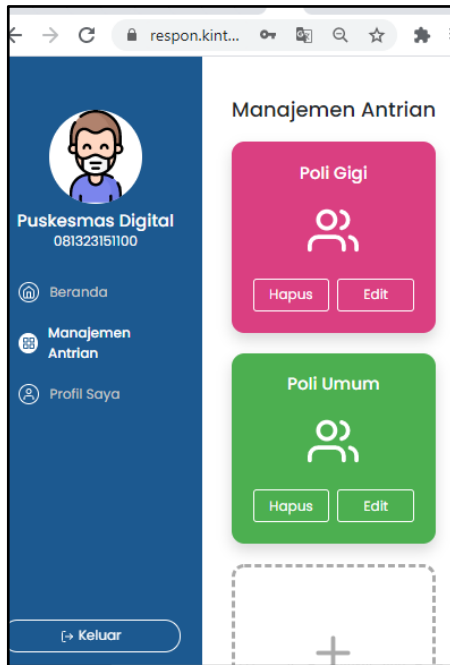 respon.kint...
Puskesmas Digital
081323151100
Beranda
Manajemen
Antrian
Profil Saya
Keluar
Manajemen Antrian
Poli Gigi
Hapus
Edit
Poli Umum
Hapus
Edit